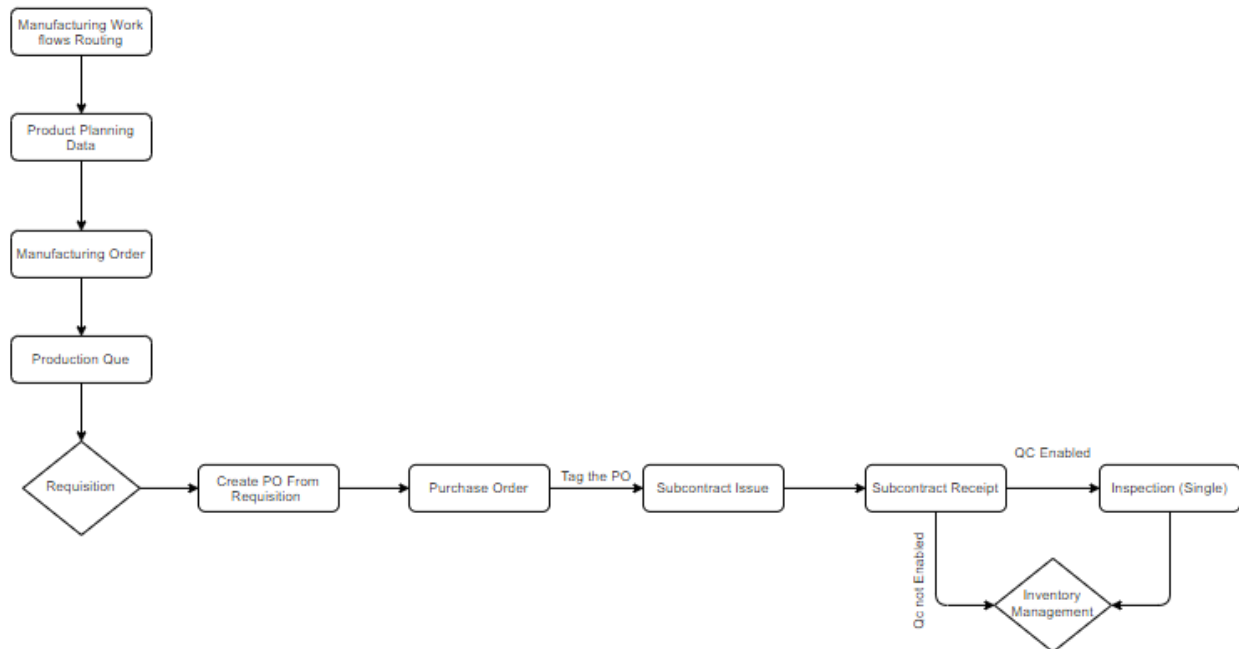 Manufacturing Work
flows Routing
Product Planning
Data
Manufacturing Order
Production Que
Requisition
Create PO From
Requisition
Purchase Order
Tag the PO
Subcontract Issue
Subcontract Receipt
QC Enabled
Inspection (Single)
Qc not Enabled
Inventory
Management